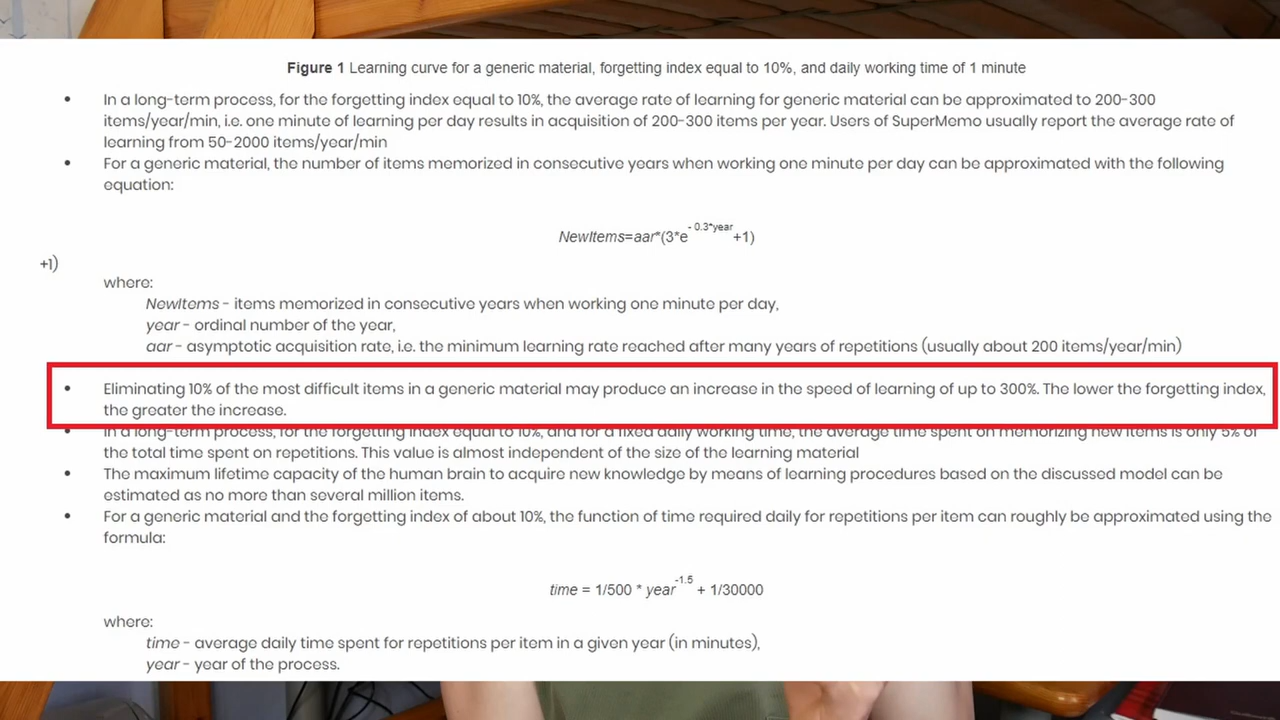 Figure 1 Learning curve for a generic material, forgetting index equal to 10%, and daily working time of 1 minute
• In a long-term process, for the forgetting index equal to 10%, the average rate of learning for generic material can be approximated to 200-300
items/year/min, i.e. one minute of learning per day results in acquisition of 200-300 items per year. Users of SuperMemo usually report the average rate of
learning from 50-2000 items/year/min
• For a generic material, the number of items memorized in consecutive years when working one minute per day can be approximated with the following
equation:
NewItems=aar*(3*e^-0.3*year+1)
+1)
where:
NewItems - items memorized in consecutive years when working one minute per day,
year - ordinal number of the year,
aar - asymptotic acquisition rate, i.e. the minimum learning rate reached after many years of repetitions (usually about 200 items/year/min)
• Eliminating 10% of the most difficult items in a generic material may produce an increase in the speed of learning of up to 300%. The lower the forgetting index,
the greater the increase.
• In a long-term process, for the forgetting index equal to 10%, and for a fixed daily working time, the average time spent on memorizing new items is only 5% of
the total time spent on repetitions. This value is almost independent of the size of the learning material
• The maximum lifetime capacity of the human brain to acquire new knowledge by means of learning procedures based on the discussed model can be
estimated as no more than several million items.
• For a generic material and the forgetting index of about 10%, the function of time required daily for repetitions per item can roughly be approximated using the
formula:
time = 1/500 * year^-1.5 + 1/30000
where:
time - average daily time spent for repetitions per item in a given year (in minutes),
year - year of the process.